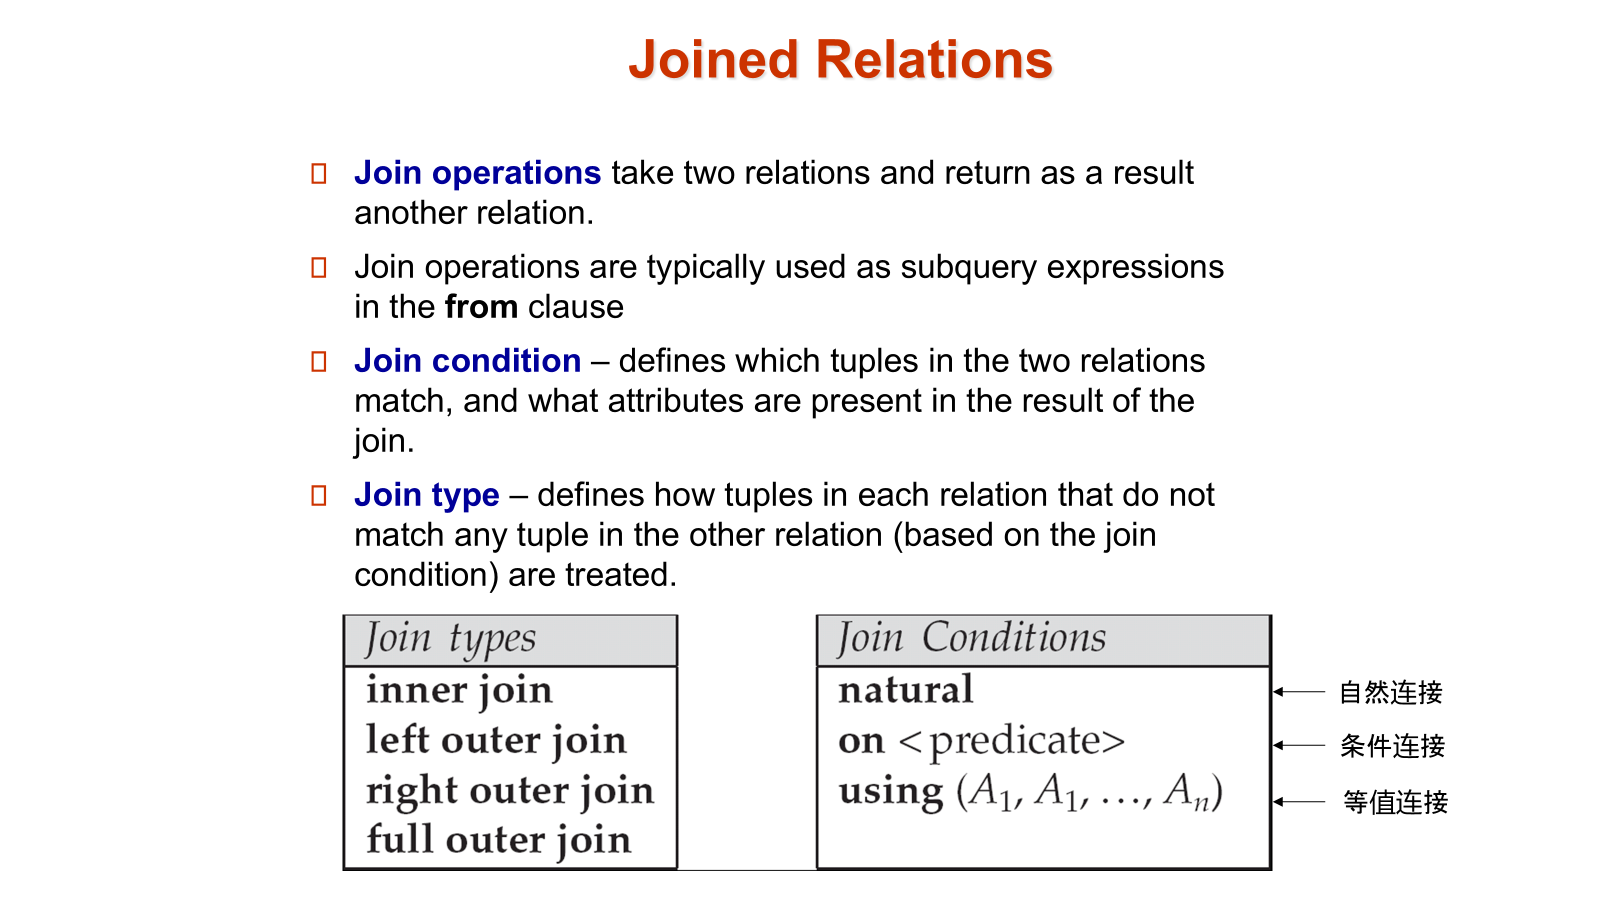 Joined Relations
Join operations take two relations and return as a result
another relation.
Join operations are typically used as subquery expressions
in the from clause
Join condition – defines which tuples in the two relations
match, and what attributes are present in the result of the
join.
Join type – defines how tuples in each relation that do not
match any tuple in the other relation (based on the join
condition) are treated.
Join types
inner join
left outer join
right outer join
full outer join
Join Conditions
natural
on <predicate>
using (A1, A1, …, An)
自然连接
条件连接
等值连接